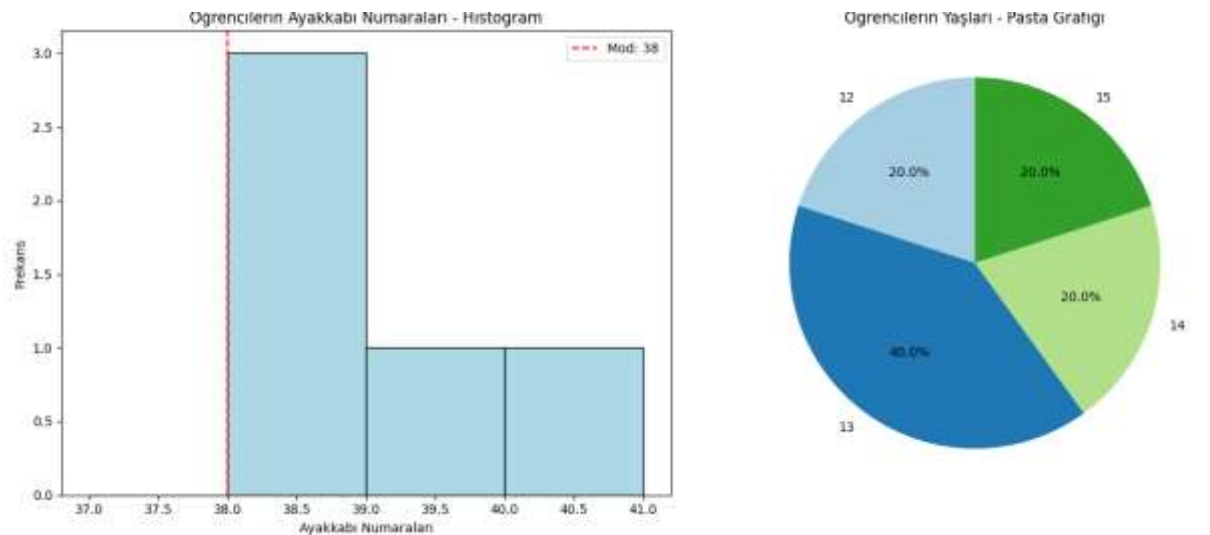 Öğrencilerin Ayakkabı Numaraları - Histogram
Mod: 38
3.0
2.5
2.0
1.5
1.0
0.5
0.0
Frekans
37.0 37.5 38.0 38.5 39.0 39.5 40.0 40.5 41.0
Ayakkabı Numaraları
Öğrencilerin Yaşları - Pasta Grafiği
12
15
20.0%
20.0%
20.0%
14
40.0%
13